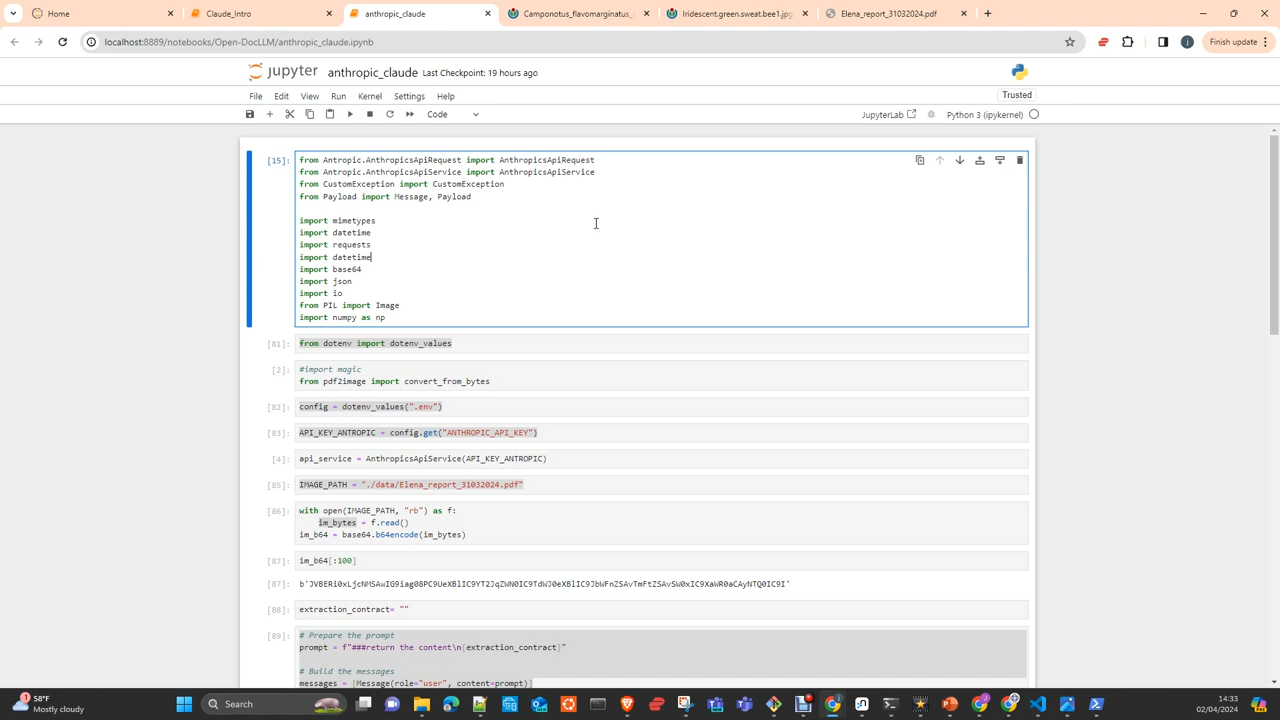 Home
Claude_Intro
anthropic_claude
Camponotus_flavomarginatus_
Iridescent.green.sweat.bee1.jpg
Elena_report_31032024.pdf
localhost:8889/notebooks/Open-DocLLM/anthropic_claude.ipynb
Finish update
jupyter anthropic_claude Last Checkpoint: 19 hours ago
File Edit View Run Kernel Settings Help
Trusted
Code
JupyterLab
Python 3 (ipykernel)
[15]:
from Antropic.AnthropicsApiRequest import AnthropicsApiRequest
from Antropic.AnthropicsApiService import AnthropicsApiService
from CustomException import CustomException
from Payload import Message, Payload
import mimetypes
import datetime
import requests
import datetime
import base64
import json
import io
from PIL import Image
import numpy as np
[81]: from dotenv import dotenv_values
[2]: #import magic
from pdf2image import convert_from_bytes
[82]: config = dotenv_values(".env")
[83]: API_KEY_ANTROPIC = config.get("ANTHROPIC_API_KEY")
[4]: api_service = AnthropicsApiService(API_KEY_ANTROPIC)
[85]: IMAGE_PATH = "./data/Elena_report_31032024.pdf"
[86]: with open(IMAGE_PATH, "rb") as f:
im_bytes = f.read()
im_b64 = base64.b64encode(im_bytes)
[87]: im_b64[:100]
[87]: b'JVBERi0xLjcNMSAwIG9iag08PC9UeXBlIC9YT2JqZWN0IC9TdWJ0eXBlIC9JbWFnZSAvTmFtZSAvSW0xIC9XaWR0aCAyNTQ0IC9I'
[88]: extraction_contract= ""
[89]: # Prepare the prompt
prompt = f"###return the content\n{extraction_contract}"
# Build the messages
messages = [Message(role="user", content=prompt)]
58°F
Mostly cloudy
Search
14:33
02/04/2024